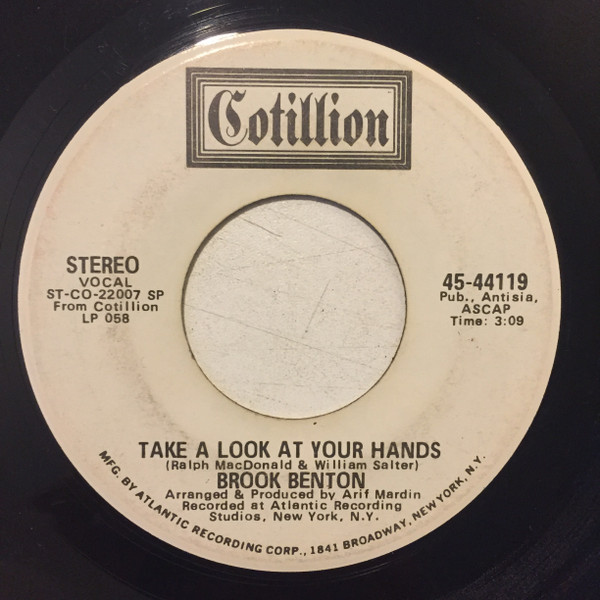 Cotillion
STEREO
VOCAL
ST-CO-22007 SP
From Cotillion
LP 058
45-44119
Pub., Antisia,
ASCAP
Time: 3:09
TAKE A LOOK AT YOUR HANDS
(Ralph MacDonald & William Salter)
BROOK BENTON
Arranged & Produced by Arif Mardin
Recorded at Atlantic Recording
Studios, New York, N.Y.
MFG. BY ATLANTIC RECORDING CORP., 1841 BROADWAY, NEW YORK, N.Y.